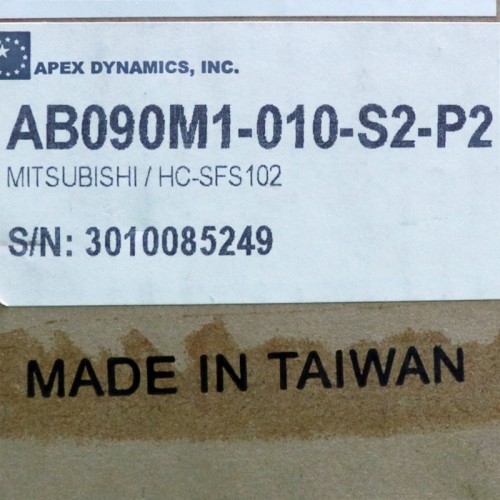 APEX DYNAMICS, INC.
AB090M1-010-S2-P2
MITSUBISHI / HC-SFS102
S/N: 3010085249
MADE IN TAIWAN